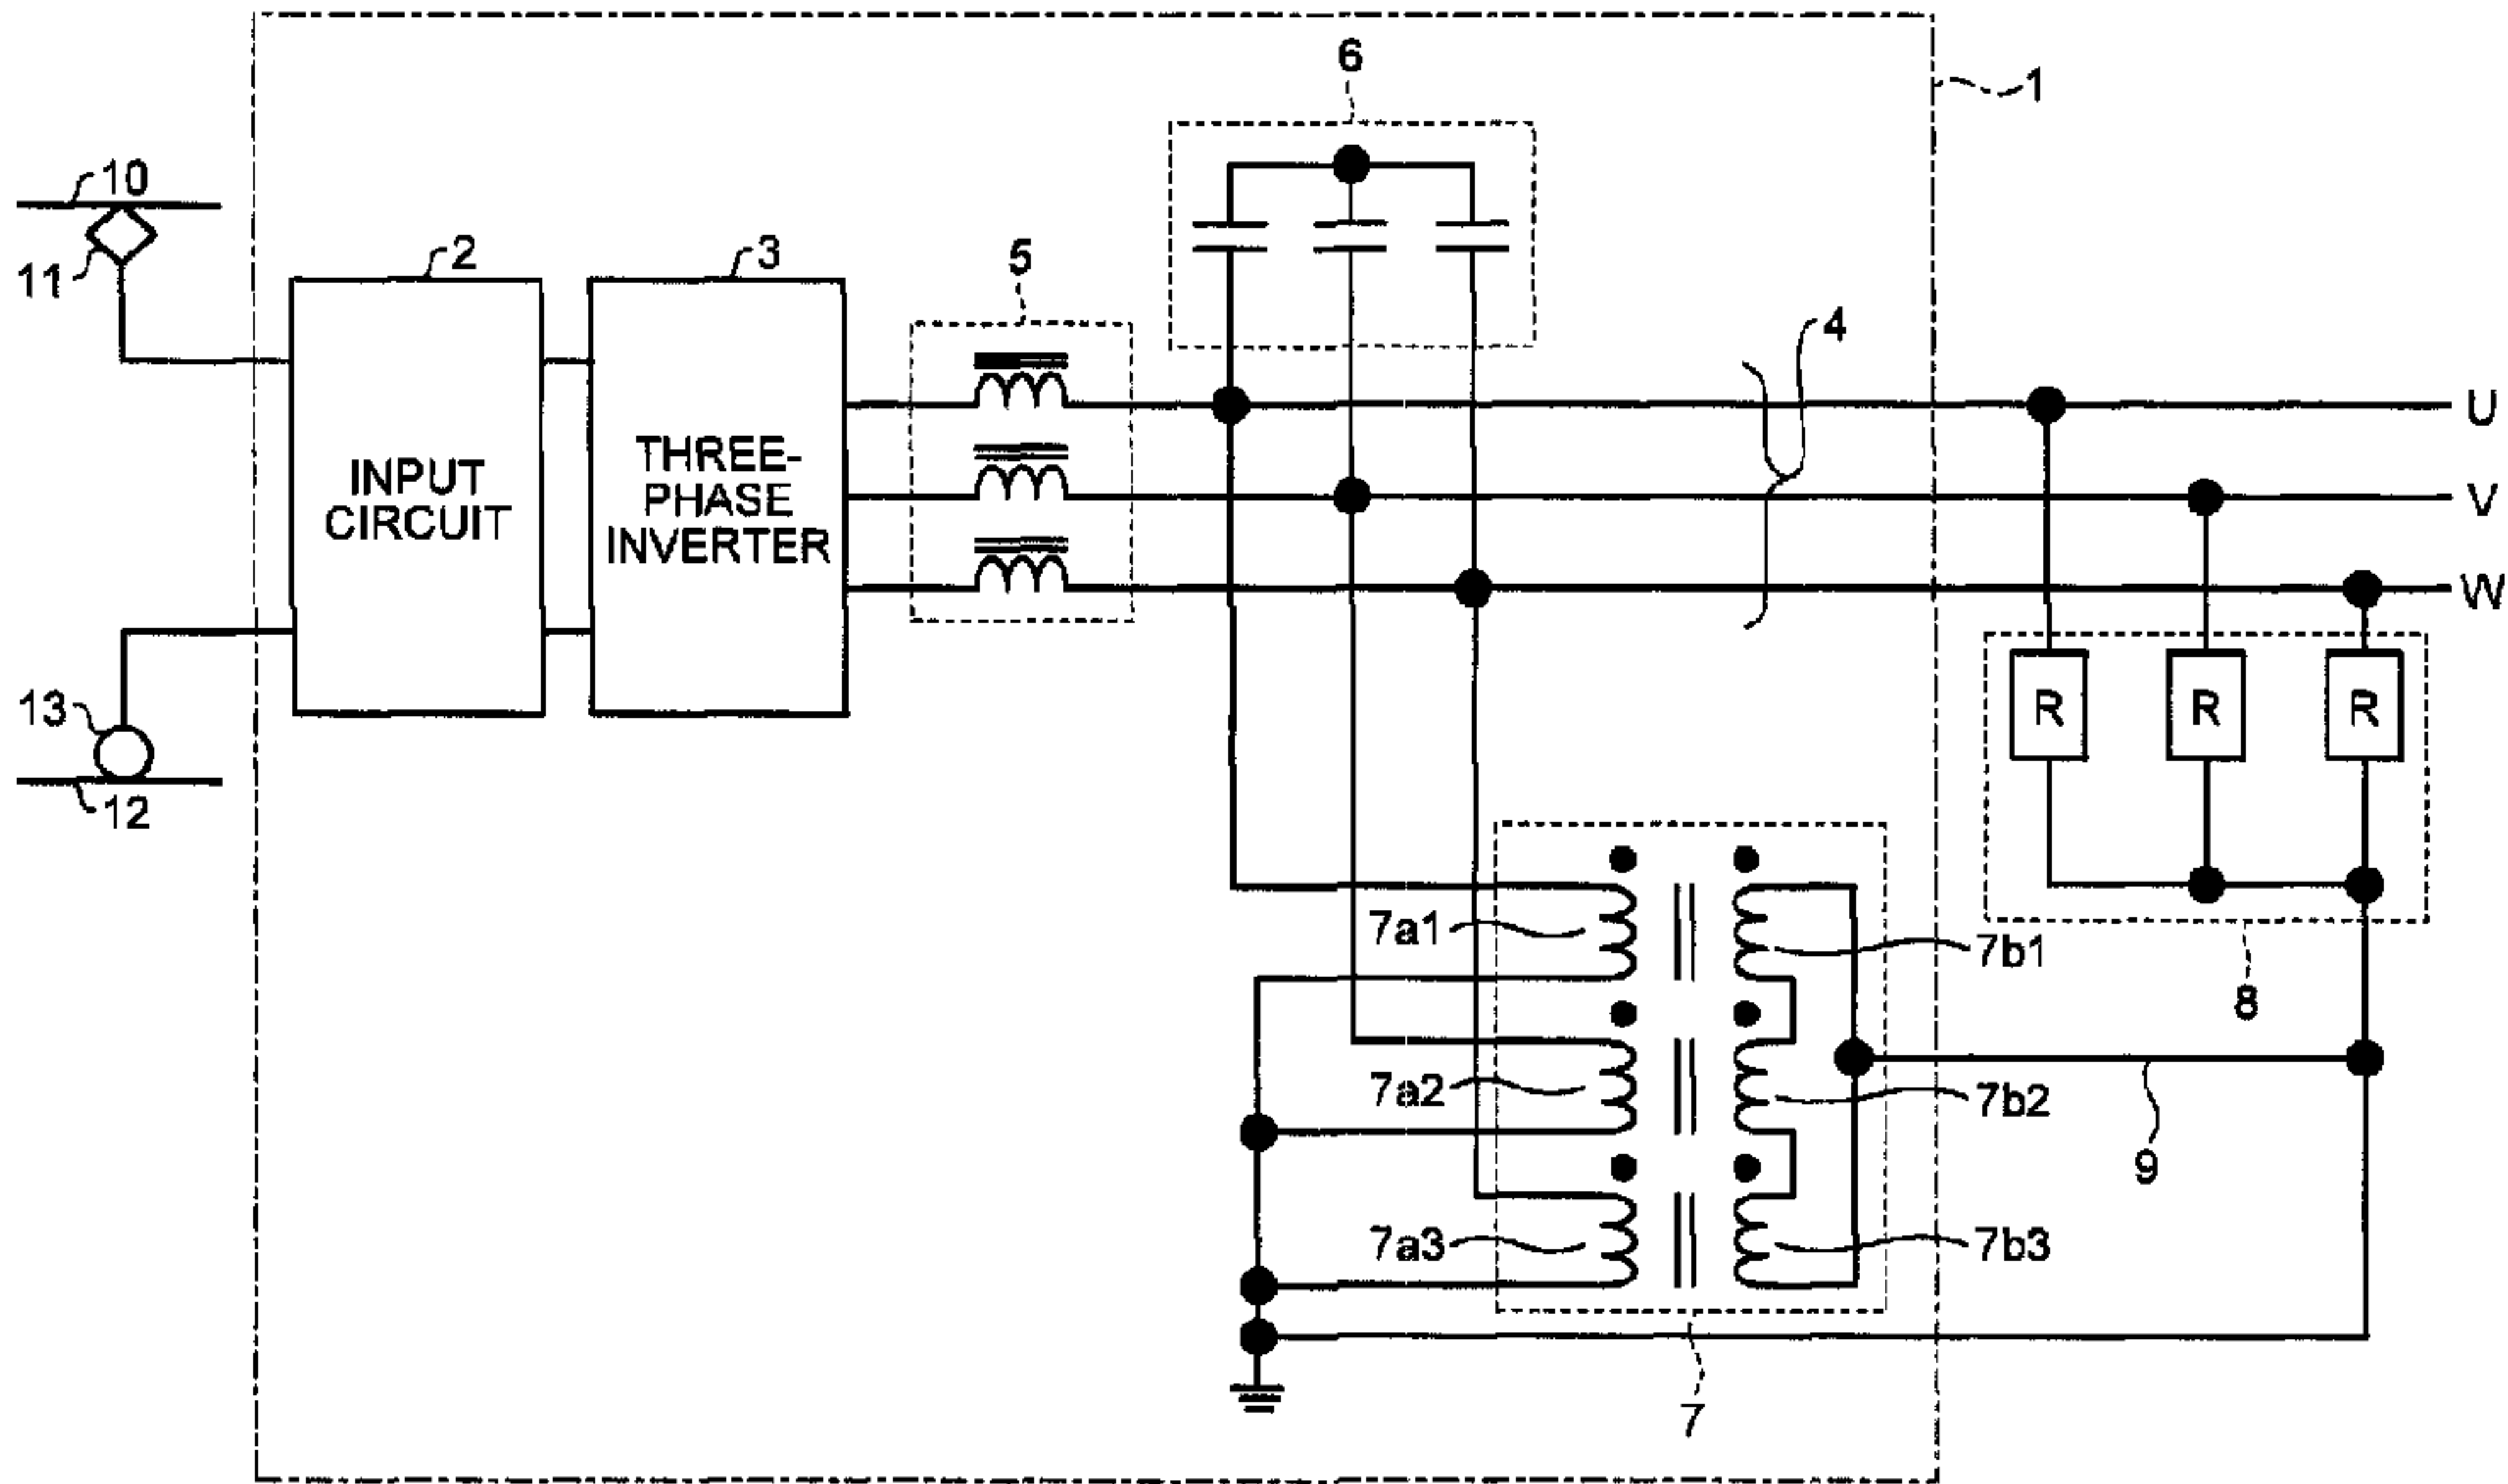 1
6
10
11
2
3
5
4
U
INPUT
CIRCUIT
THREE-
PHASE
INVERTER
V
W
13
12
R R R
7a1
7b1
8
7a2
7b2
9
7a3
7b3
7